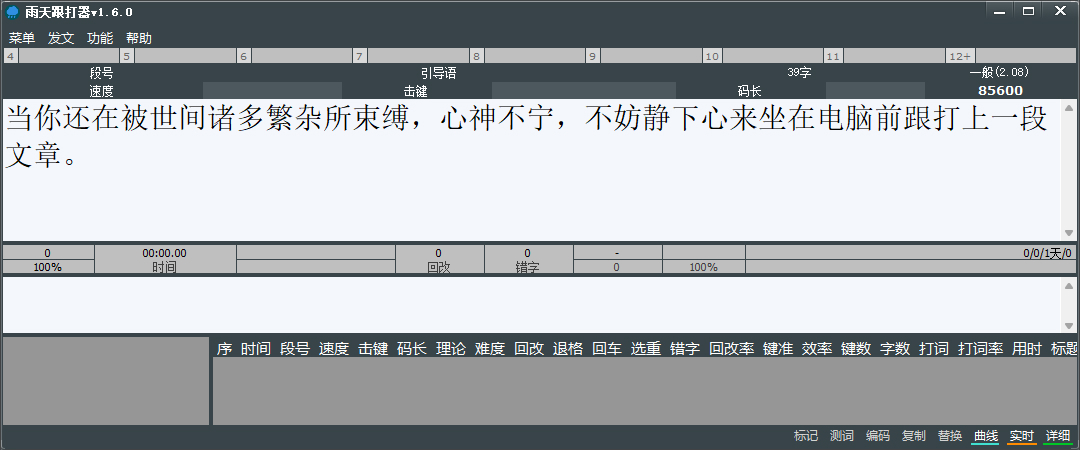 雨天跟打器▾1.6.0
菜单 发文 功能 帮助
4 5 6 7 8 9 10 11 12+
段号 引导语 39字 一般(2.08)
速度 击键 码长 85600
当你还在被世间诸多繁杂所束缚，心神不宁，不妨静下心来坐在电脑前跟打上一段
文章。
0 00:00.00 0 0 - 0/0/1天/0
100% 时间 回改 错字 0 100%
序 时间 段号 速度 击键 码长 理论 难度 回改 退格 回车 选重 错字 回改率 键准 效率 键数 字数 打词 打词率 用时 标题
标记 测词 编码 复制 替换 曲线 实时 详细